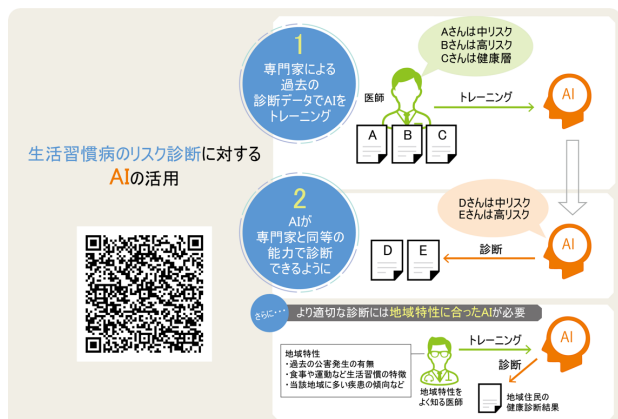 生活習慣病のリスク診断に対する
AIの活用
1
専門家による
過去の
診断データでAIを
トレーニング
Aさんは中リスク
Bさんは高リスク
Cさんは健康層
医師
A
B
C
トレーニング
AI
2
AIが
専門家と同等の
能力で診断
できるように
Dさんは中リスク
Eさんは高リスク
D
E
診断
AI
さらに・・・
より適切な診断には地域特性に合ったAIが必要
地域特性
・過去の公害発生の有無
・食事や運動など生活習慣の特徴
・当該地域に多い疾患の傾向など
地域特性を
よく知る医師
トレーニング
AI
診断
地域住民の
健康診断結果